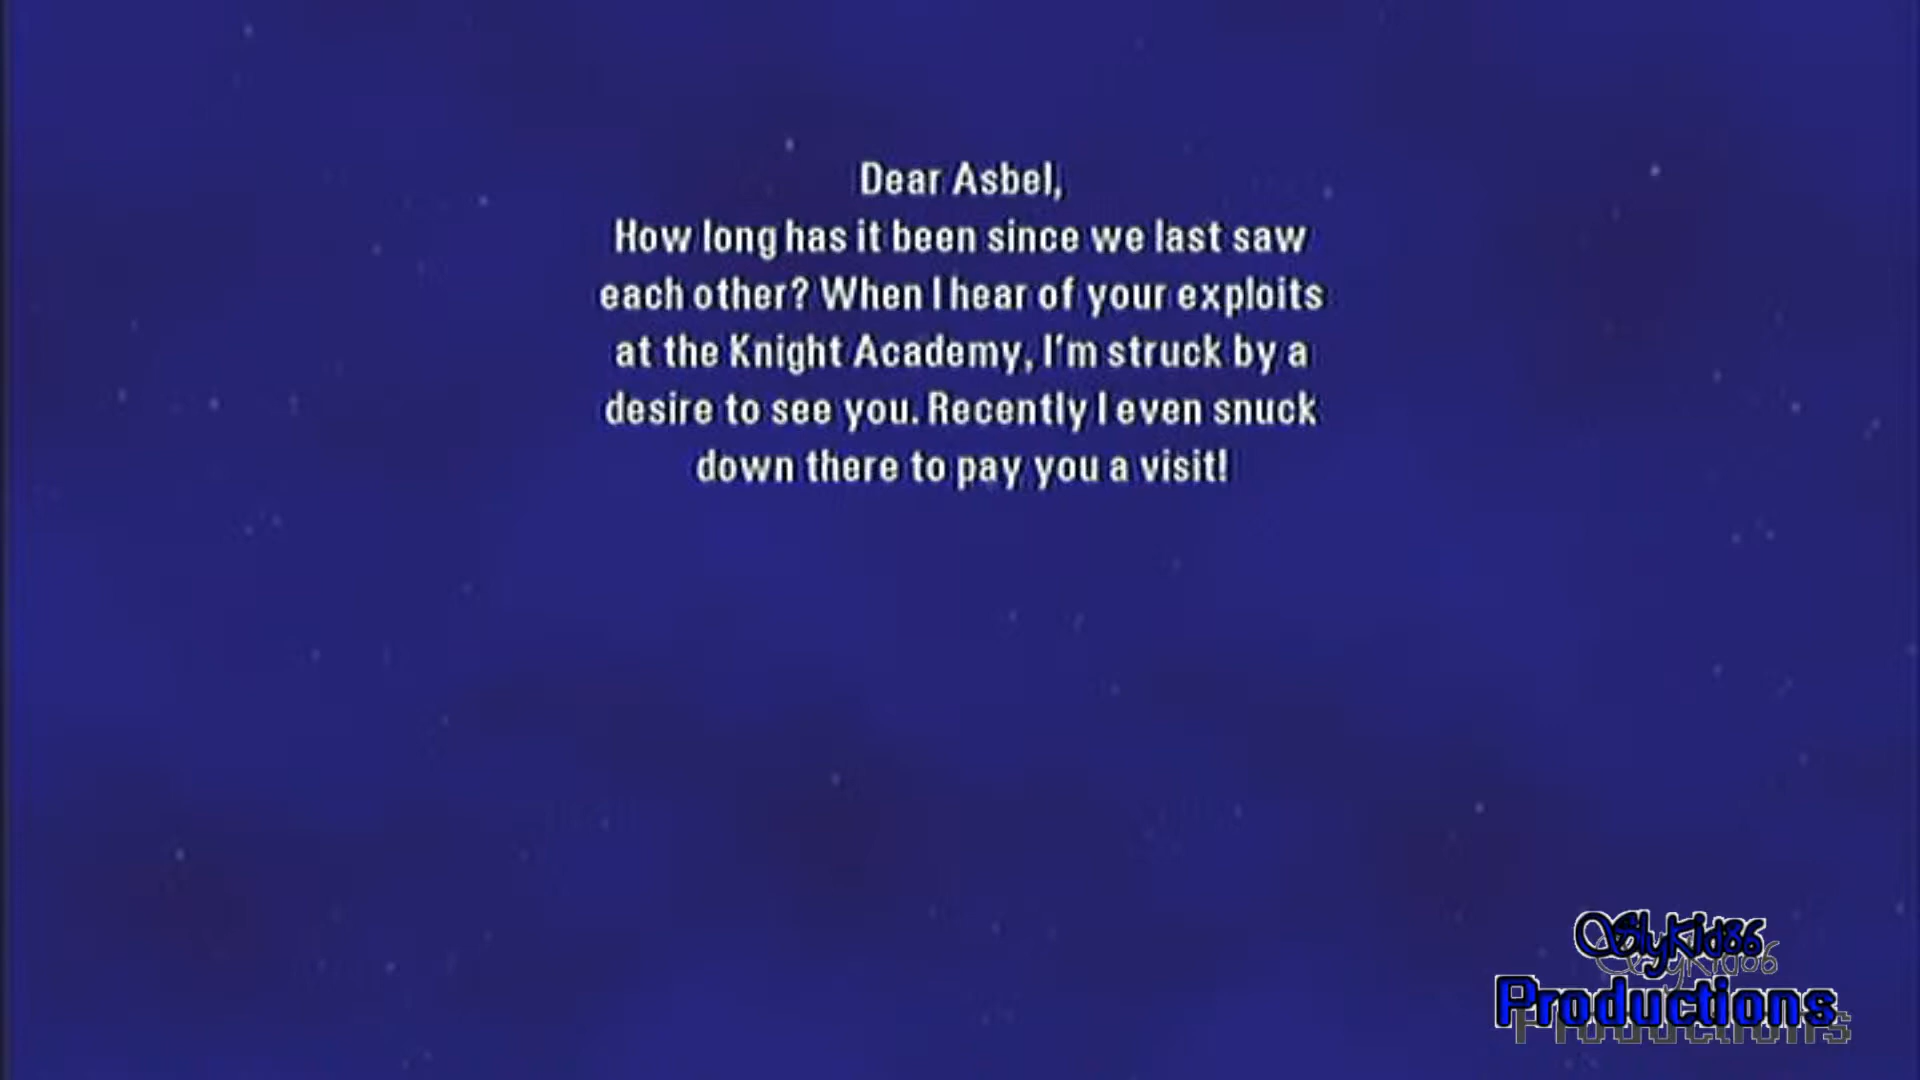 Dear Asbel,
How long has it been since we last saw
each other? When I hear of your exploits
at the Knight Academy, I'm struck by a
desire to see you. Recently I even snuck
down there to pay you a visit!
SlyKid86
Productions